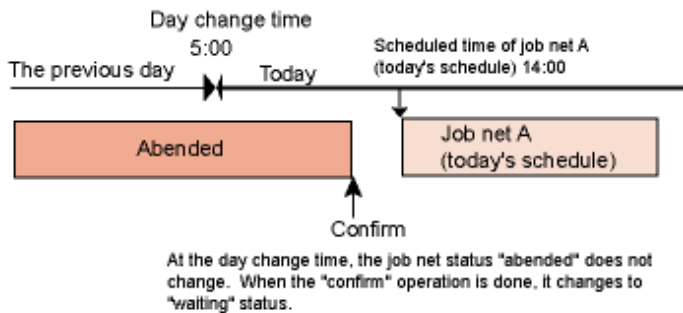 Day change time
5:00
Scheduled time of job net A
(today's schedule) 14:00
The previous day
Today
Abended
Job net A
(today's schedule)
Confirm
At the day change time, the job net status "abended" does not
change. When the "confirm" operation is done, it changes to
"waiting" status.